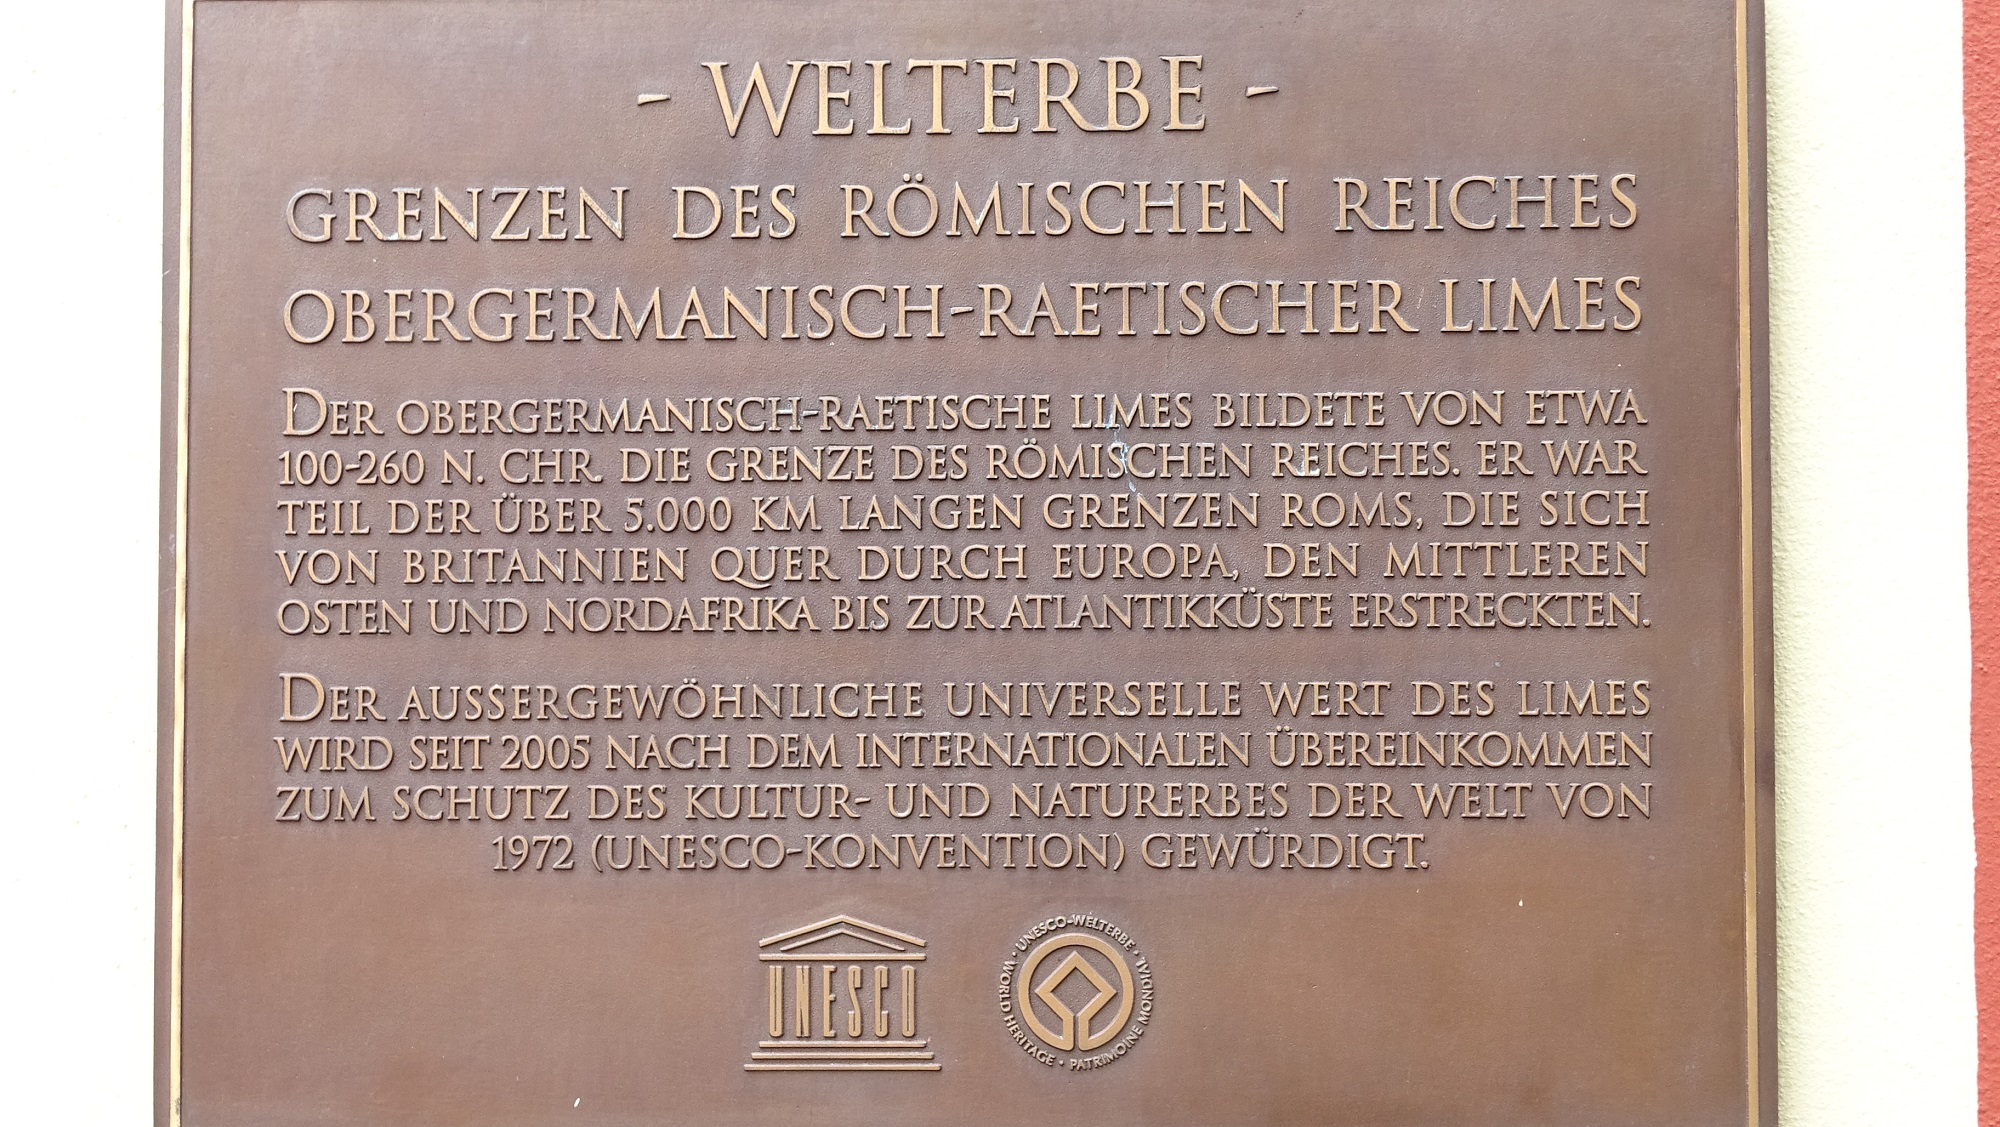 - WELTERBE -
GRENZEN DES RÖMISCHEN REICHES
OBERGERMANISCH-RAETISCHER LIMES
DER OBERGERMANISCH-RAETISCHE LIMES BILDETE VON ETWA
100-260 N. CHR. DIE GRENZE DES RÖMISCHEN REICHES. ER WAR
TEIL DER ÜBER 5.000 KM LANGEN GRENZEN ROMS, DIE SICH
VON BRITANNIEN QUER DURCH EUROPA, DEN MITTLEREN
OSTEN UND NORDAFRIKA BIS ZUR ATLANTIKKÜSTE ERSTRECKTEN.
DER AUSSERGEWÖHNLICHE UNIVERSELLE WERT DES LIMES
WIRD SEIT 2005 NACH DEM INTERNATIONALEN ÜBEREINKOMMEN
ZUM SCHUTZ DES KULTUR- UND NATURERBES DER WELT VON
1972 (UNESCO-KONVENTION) GEWÜRDIGT.
UNESCO
UNESCO-WELTERBE · PATRIMOINE MONDIAL · WORLD HERITAGE ·